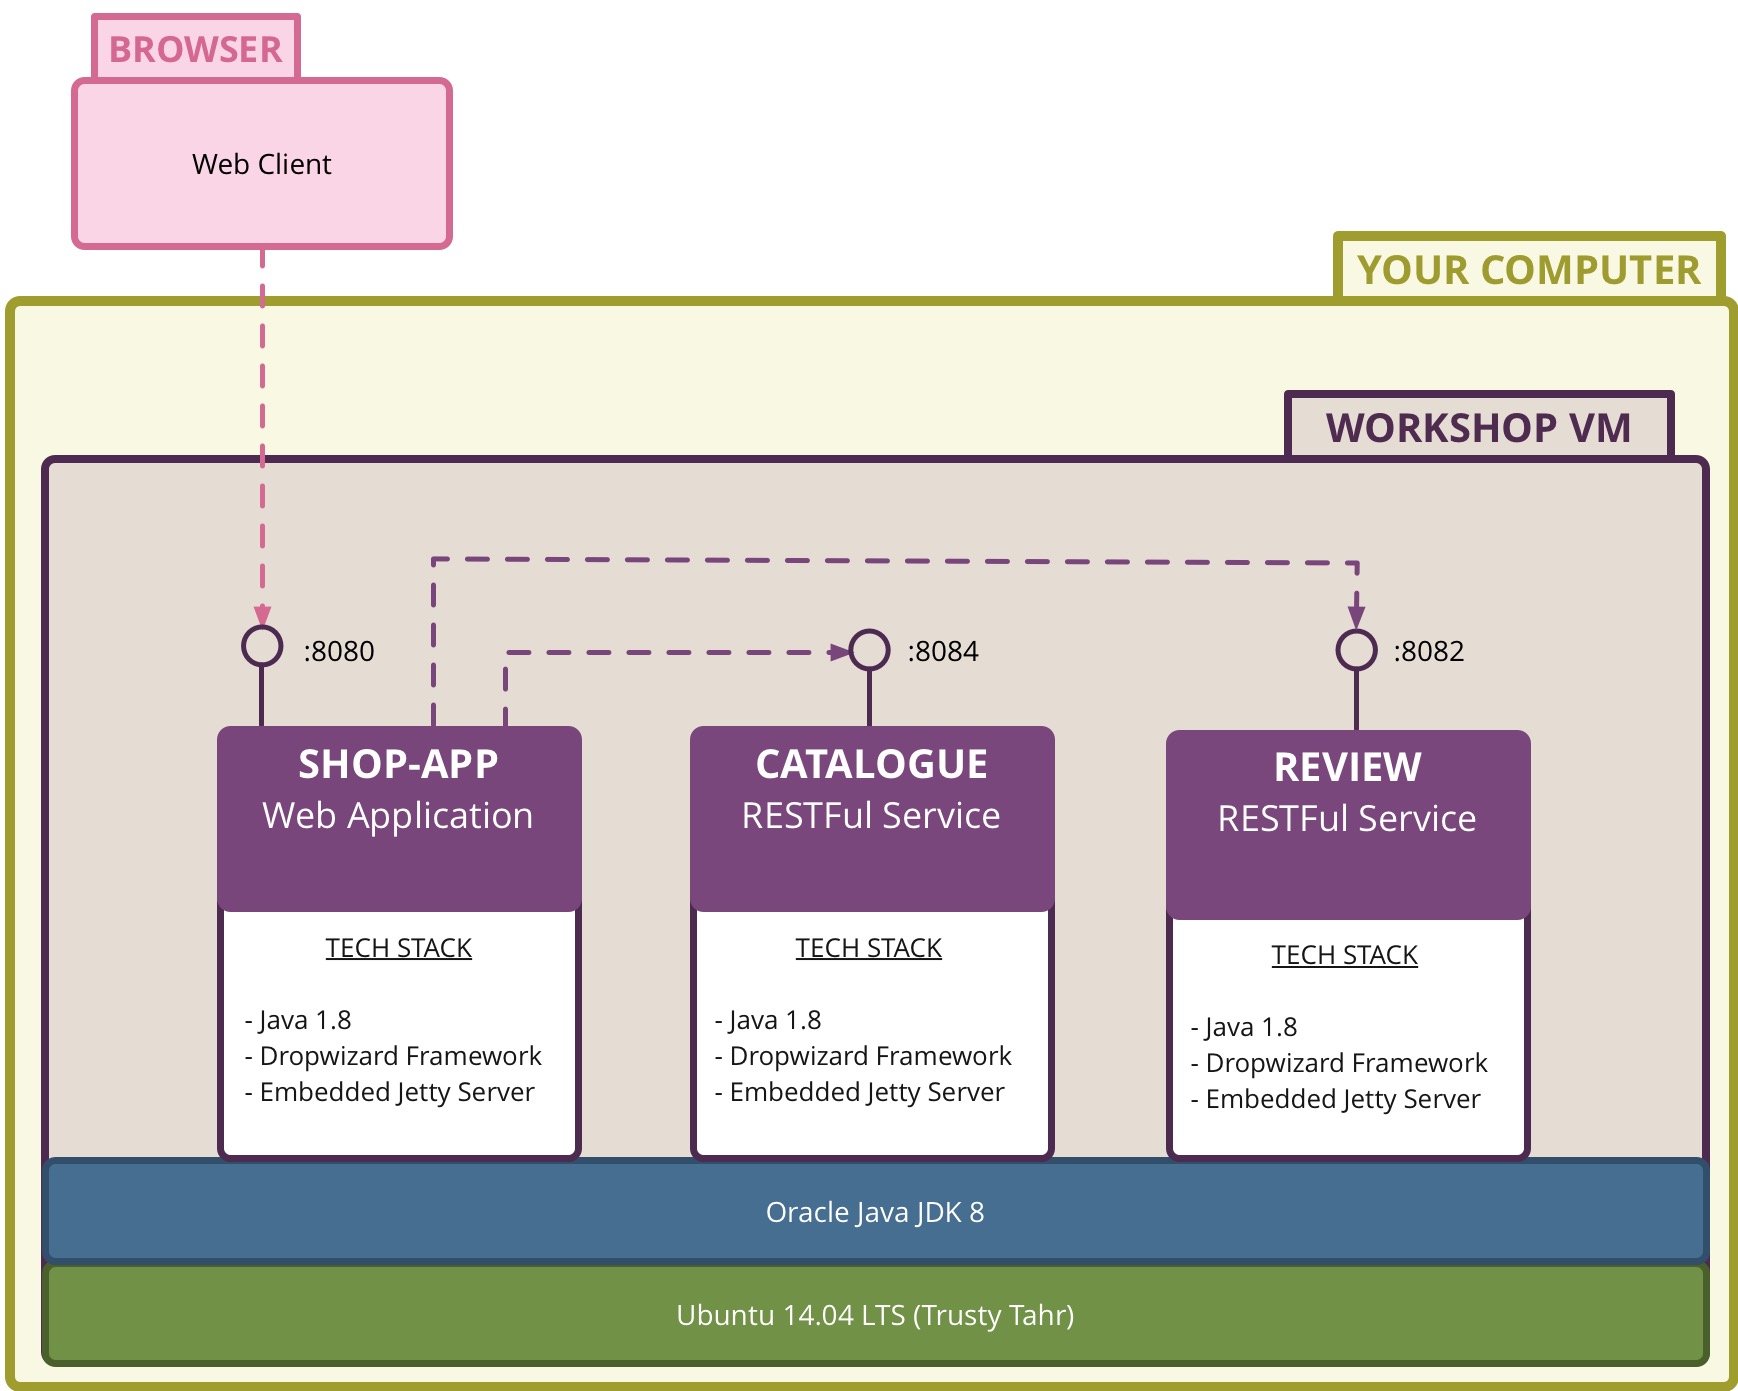 BROWSER
Web Client
YOUR COMPUTER
WORKSHOP VM
:8080
:8084
:8082
SHOP-APP
Web Application
TECH STACK
- Java 1.8
- Dropwizard Framework
- Embedded Jetty Server
CATALOGUE
RESTFul Service
TECH STACK
- Java 1.8
- Dropwizard Framework
- Embedded Jetty Server
REVIEW
RESTFul Service
TECH STACK
- Java 1.8
- Dropwizard Framework
- Embedded Jetty Server
Oracle Java JDK 8
Ubuntu 14.04 LTS (Trusty Tahr)